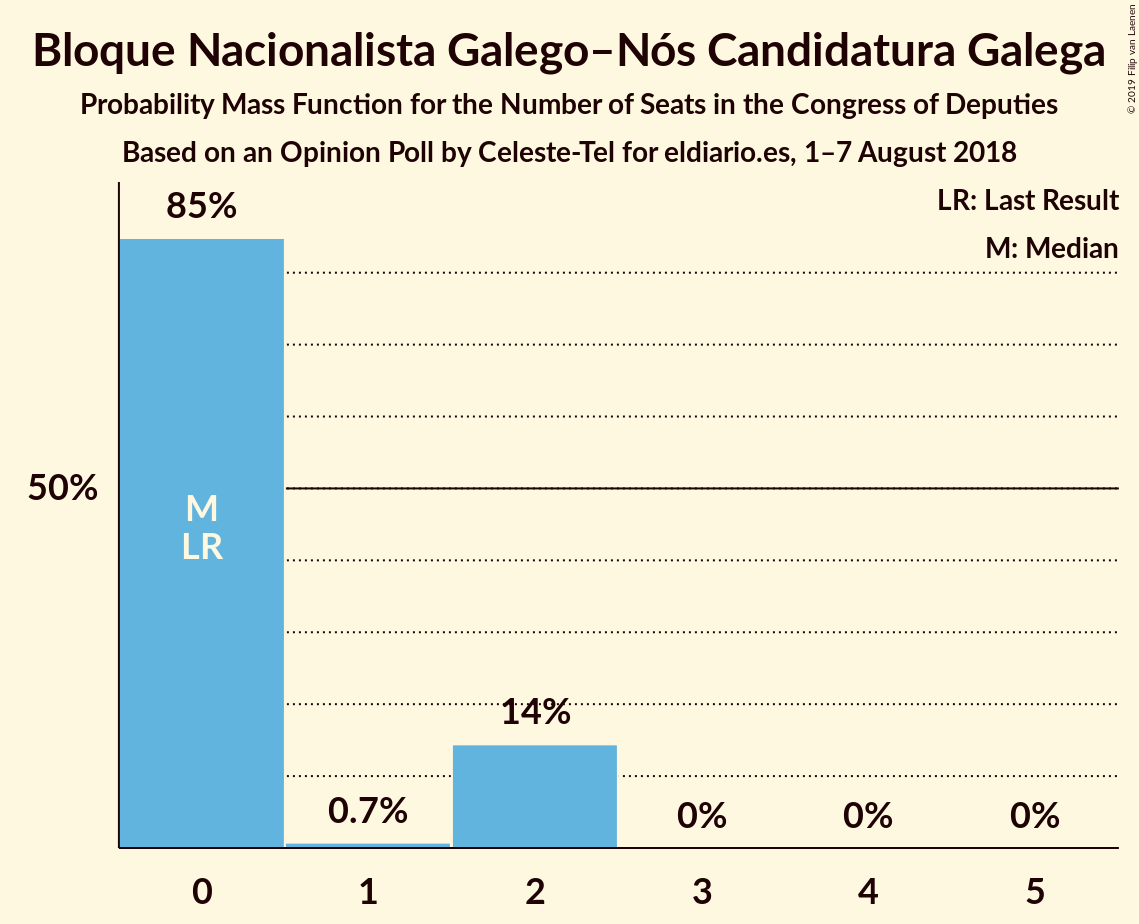 Bloque Nacionalista Galego–Nós Candidatura Galega
Probability Mass Function for the Number of Seats in the Congress of Deputies
Based on an Opinion Poll by Celeste-Tel for eldiario.es, 1–7 August 2018
© 2019 Filip van Laenen
LR: Last Result
M: Median
85%
50%
M
LR
14%
0.7%
0%
0%
0%
0
1
2
3
4
5